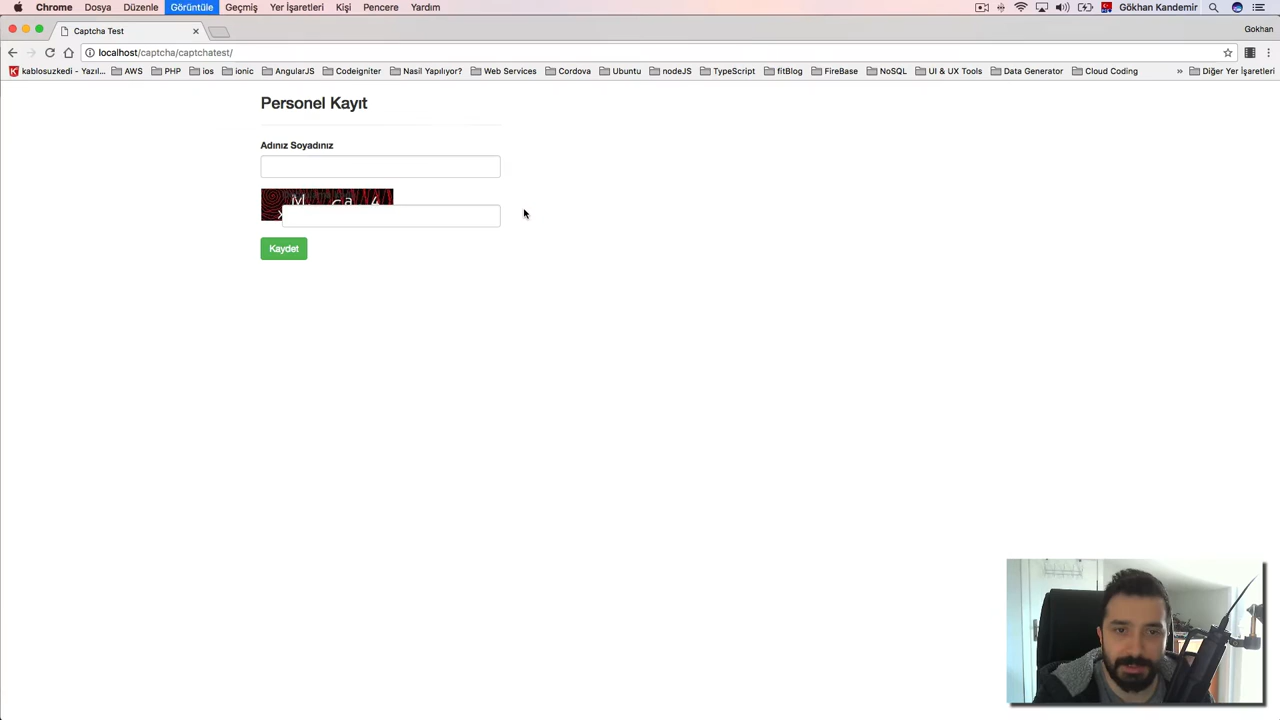 Chrome Dosya Düzenle Görüntüle Geçmiş Yer İşaretleri Kişi Pencere Yardım Gökhan Kandemir
Captcha Test Gokhan
localhost/captcha/captchatest/
kablosuzkedi - Yazıl... AWS PHP ios ionic AngularJS Codeigniter Nasil Yapılıyor? Web Services Cordova Ubuntu nodeJS TypeScript fitBlog FireBase NoSQL UI & UX Tools Data Generator Cloud Coding » Diğer Yer İşaretleri
Personel Kayıt
Adınız Soyadınız
Kaydet